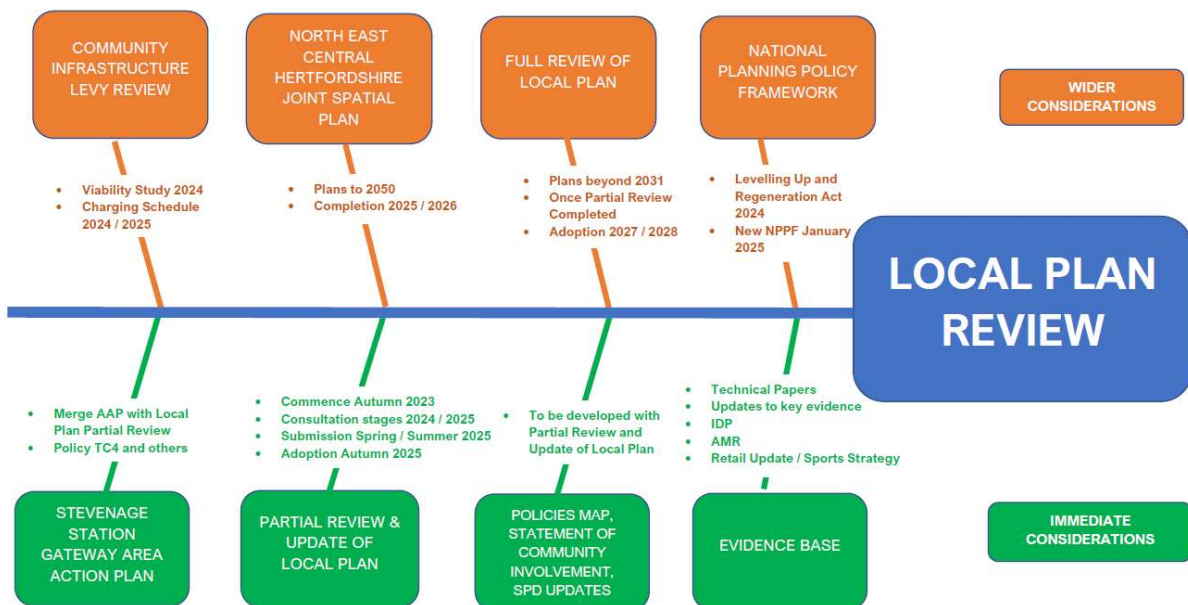 COMMUNITY
INFRASTRUCTURE
LEVY REVIEW
NORTH EAST
CENTRAL
HERTFORDSHIRE
JOINT SPATIAL
PLAN
FULL REVIEW OF
LOCAL PLAN
NATIONAL
PLANNING POLICY
FRAMEWORK
WIDER
CONSIDERATIONS
• Viability Study 2024
• Charging Schedule
2024 / 2025
• Plans to 2050
• Completion 2025 / 2026
• Plans beyond 2031
• Once Partial Review
Completed
• Adoption 2027 / 2028
• Levelling Up and
Regeneration Act
2024
• New NPPF January
2025
LOCAL PLAN
REVIEW
• Merge AAP with Local
Plan Partial Review
• Policy TC4 and others
• Commence Autumn 2023
• Consultation stages 2024 / 2025
• Submission Spring / Summer 2025
• Adoption Autumn 2025
• To be developed with
Partial Review and
Update of Local Plan
• Technical Papers
• Updates to key evidence
• IDP
• AMR
• Retail Update / Sports Strategy
STEVENAGE
STATION
GATEWAY AREA
ACTION PLAN
PARTIAL REVIEW &
UPDATE OF
LOCAL PLAN
POLICIES MAP,
STATEMENT OF
COMMUNITY
INVOLVEMENT,
SPD UPDATES
EVIDENCE BASE
IMMEDIATE
CONSIDERATIONS